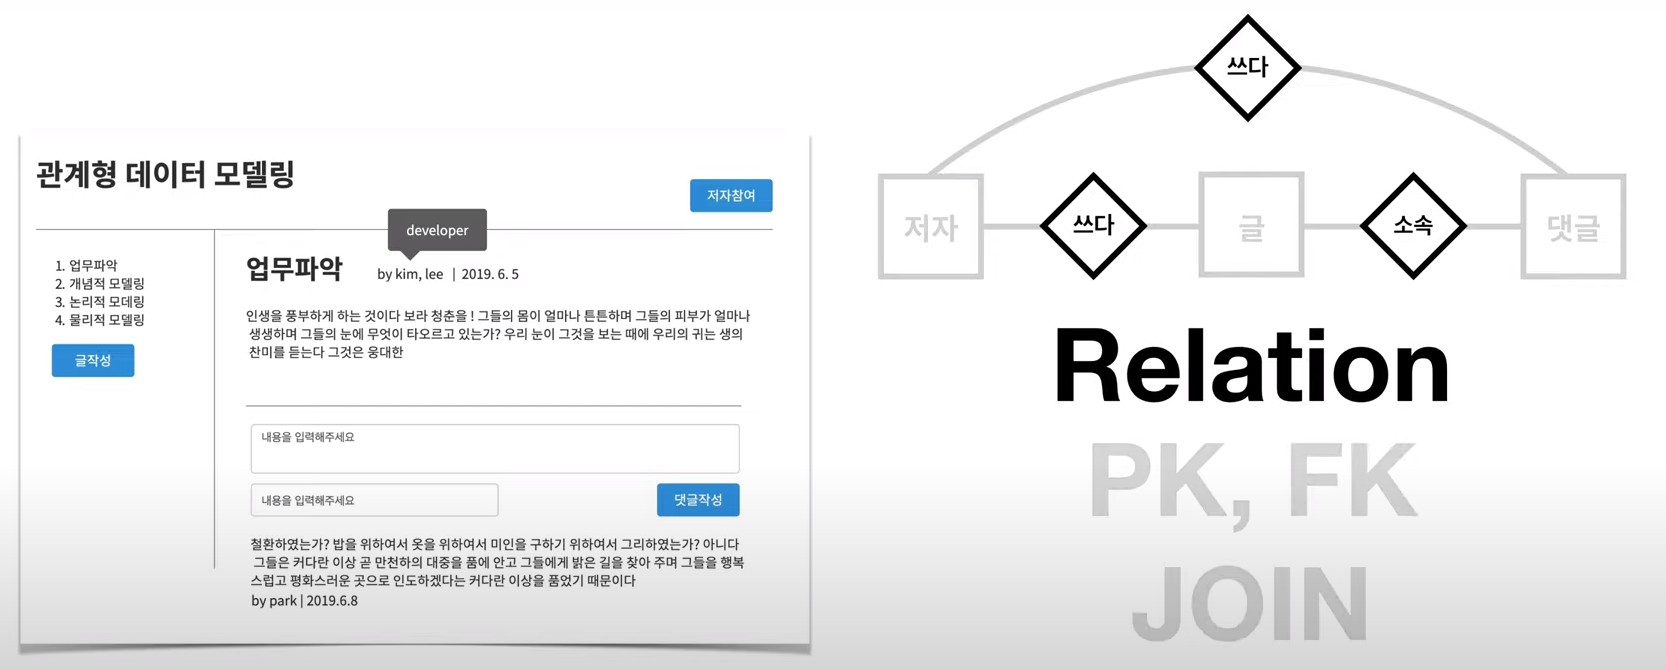 관계형 데이터 모델링
저자참여
developer
1. 업무파악
2. 개념적 모델링
3. 논리적 모데링
4. 물리적 모델링
글작성
업무파악
by kim, lee | 2019. 6. 5
인생을 풍부하게 하는 것이다 보라 청춘을 ! 그들의 몸이 얼마나 튼튼하며 그들의 피부가 얼마나
생생하며 그들의 눈에 무엇이 타오르고 있는가? 우리 눈이 그것을 보는 때에 우리의 귀는 생의
찬미를 듣는다 그것은 웅대한
내용을 입력해주세요
내용을 입력해주세요
댓글작성
철환하였는가? 밥을 위하여서 옷을 위하여서 미인을 구하기 위하여서 그리하였는가? 아니다
그들은 커다란 이상 곧 만천하의 대중을 품에 안고 그들에게 밝은 길을 찾아 주며 그들을 행복
스럽고 평화스러운 곳으로 인도하겠다는 커다란 이상을 품었기 때문이다
by park | 2019.6.8
쓰다
저자
쓰다
글
소속
댓글
Relation
PK, FK
JOIN